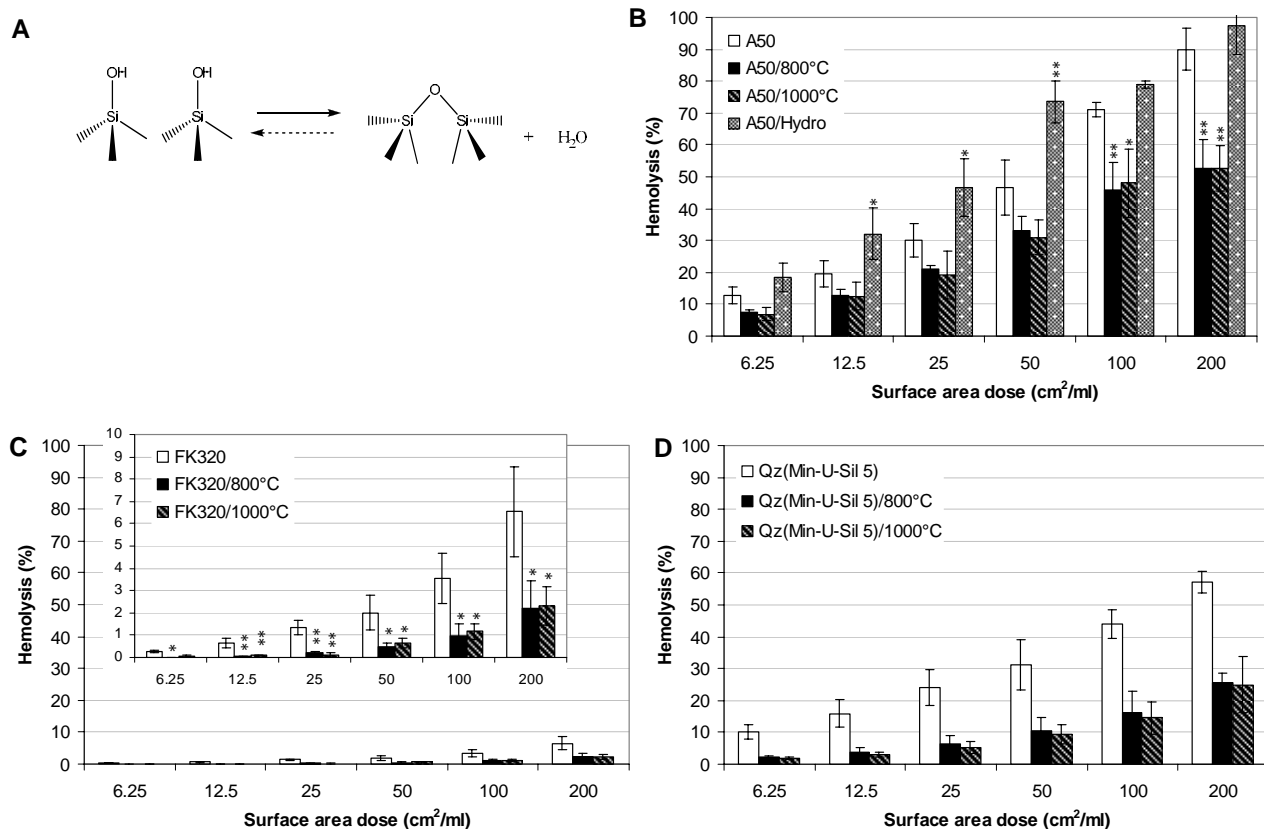 A
OH OH
Si Si
O
Si Si
+ H2O
B
A50
A50/800°C
A50/1000°C
A50/Hydro
Hemolysis (%)
100
90
80
70
60
50
40
30
20
10
0
* * ** ** * ** **
6.25 12.5 25 50 100 200
Surface area dose (cm²/ml)
C
FK320
FK320/800°C
FK320/1000°C
10
9
8
7
6
5
4
3
2
1
0
* ** ** ** ** * * * * * *
6.25 12.5 25 50 100 200
Hemolysis (%)
100
90
80
70
60
50
40
30
20
10
0
6.25 12.5 25 50 100 200
Surface area dose (cm²/ml)
D
Qz(Min-U-Sil 5)
Qz(Min-U-Sil 5)/800°C
Qz(Min-U-Sil 5)/1000°C
Hemolysis (%)
100
90
80
70
60
50
40
30
20
10
0
6.25 12.5 25 50 100 200
Surface area dose (cm²/ml)